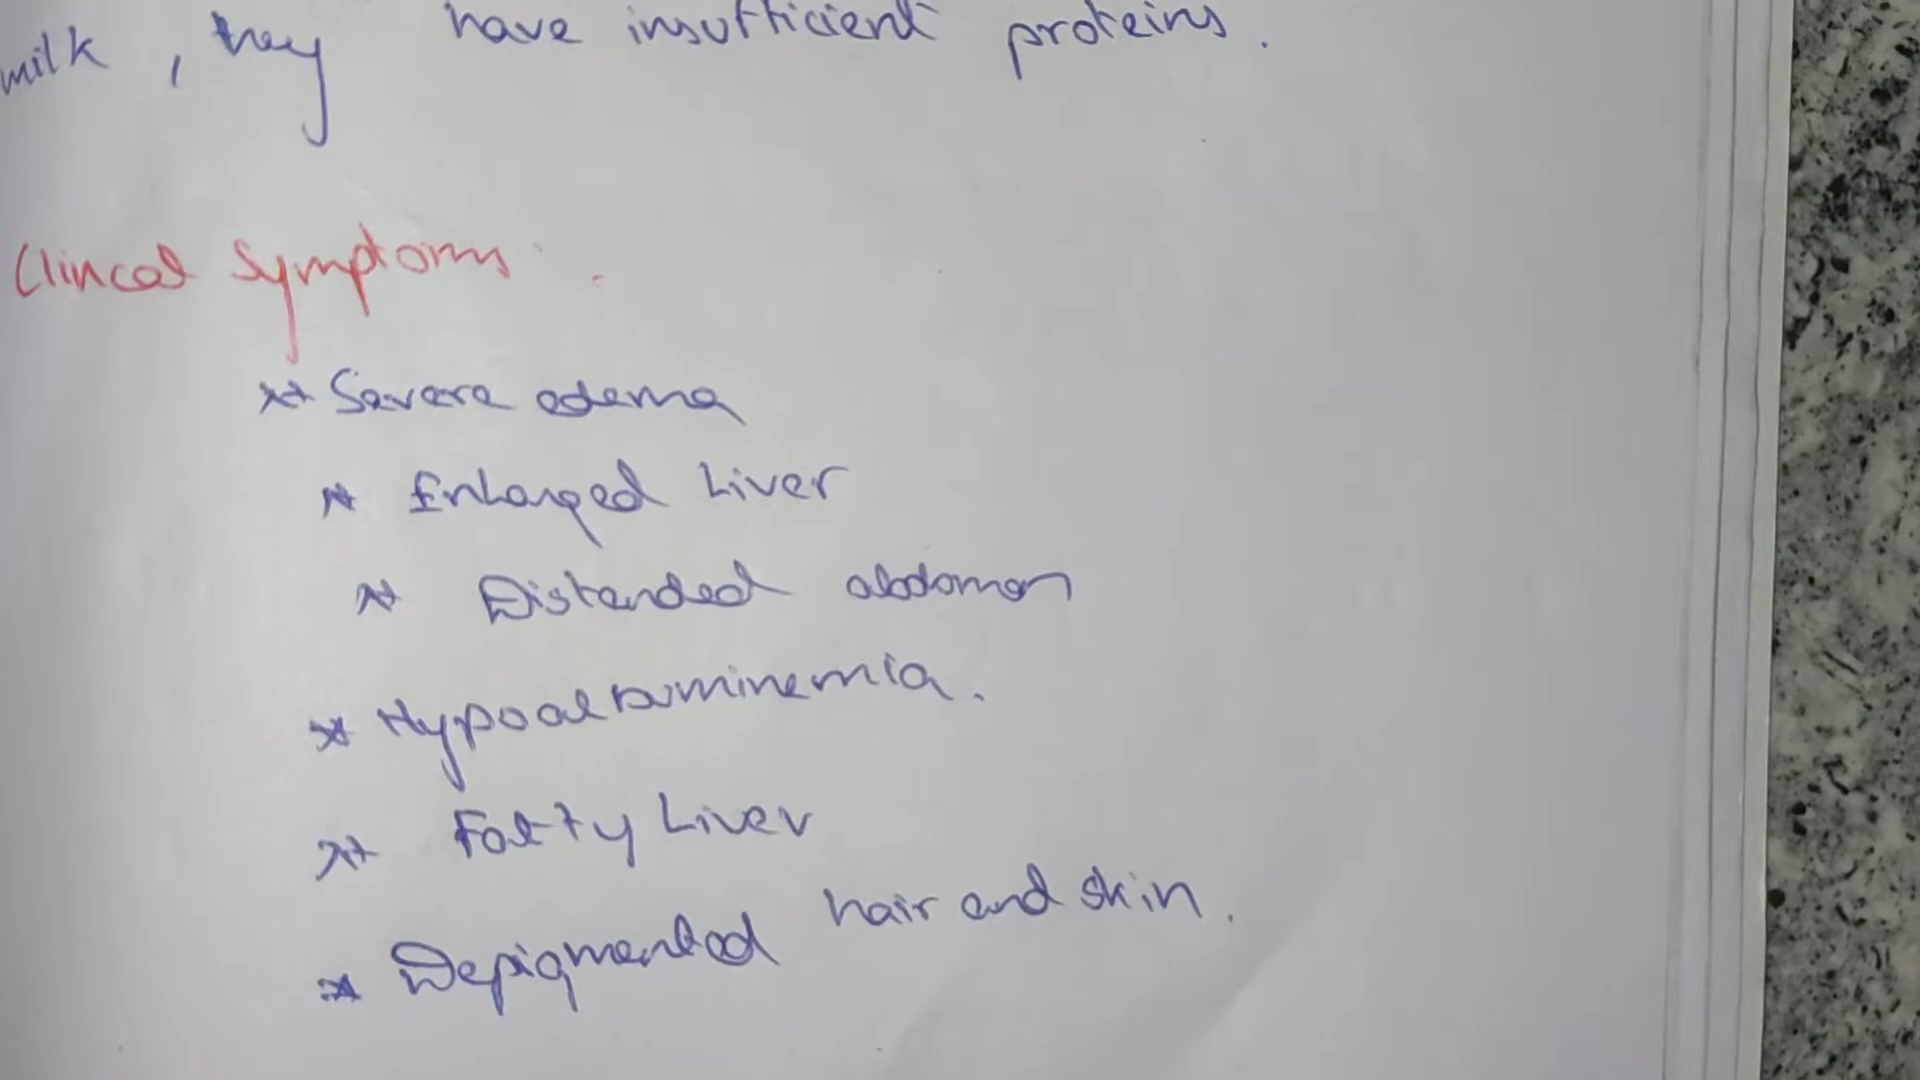 milk, they have insufficient proteins.
Clincal Symptoms:
* Severe edema
* Enlarged Liver
* Distended abdomen
* Hypoalbuminemia.
* Fatty Liver
* Depigmented hair and skin.